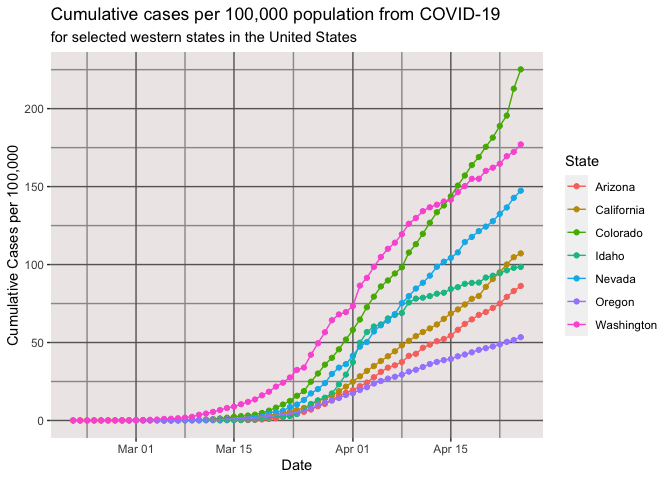 Cumulative cases per 100,000 population from COVID-19
for selected western states in the United States
Cumulative Cases per 100,000
200
150
100
50
0
Mar 01
Mar 15
Apr 01
Apr 15
Date
State
Arizona
California
Colorado
Idaho
Nevada
Oregon
Washington